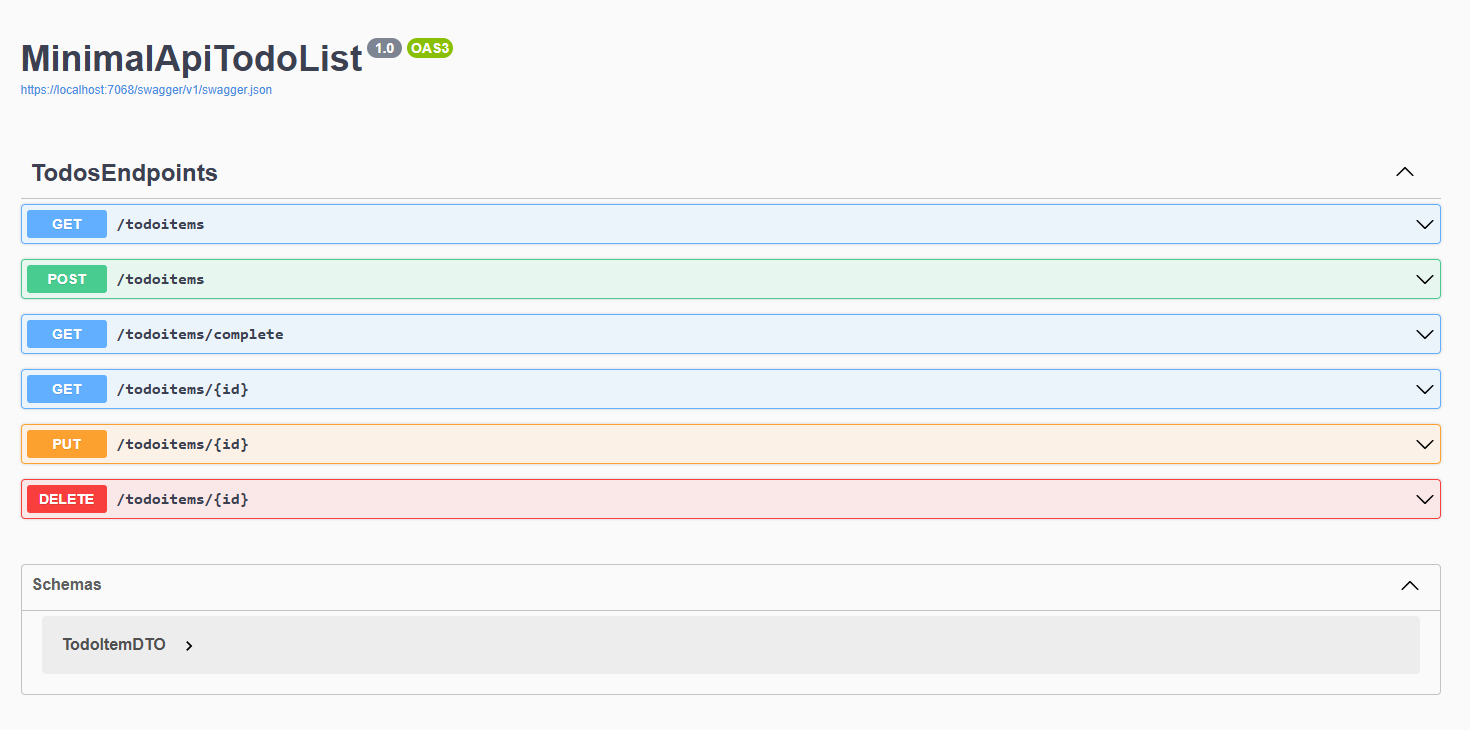 MinimalApiTodoList 1.0 OAS3
https://localhost:7068/swagger/v1/swagger.json
TodosEndpoints
GET /todoitems
POST /todoitems
GET /todoitems/complete
GET /todoitems/{id}
PUT /todoitems/{id}
DELETE /todoitems/{id}
Schemas
TodoItemDTO